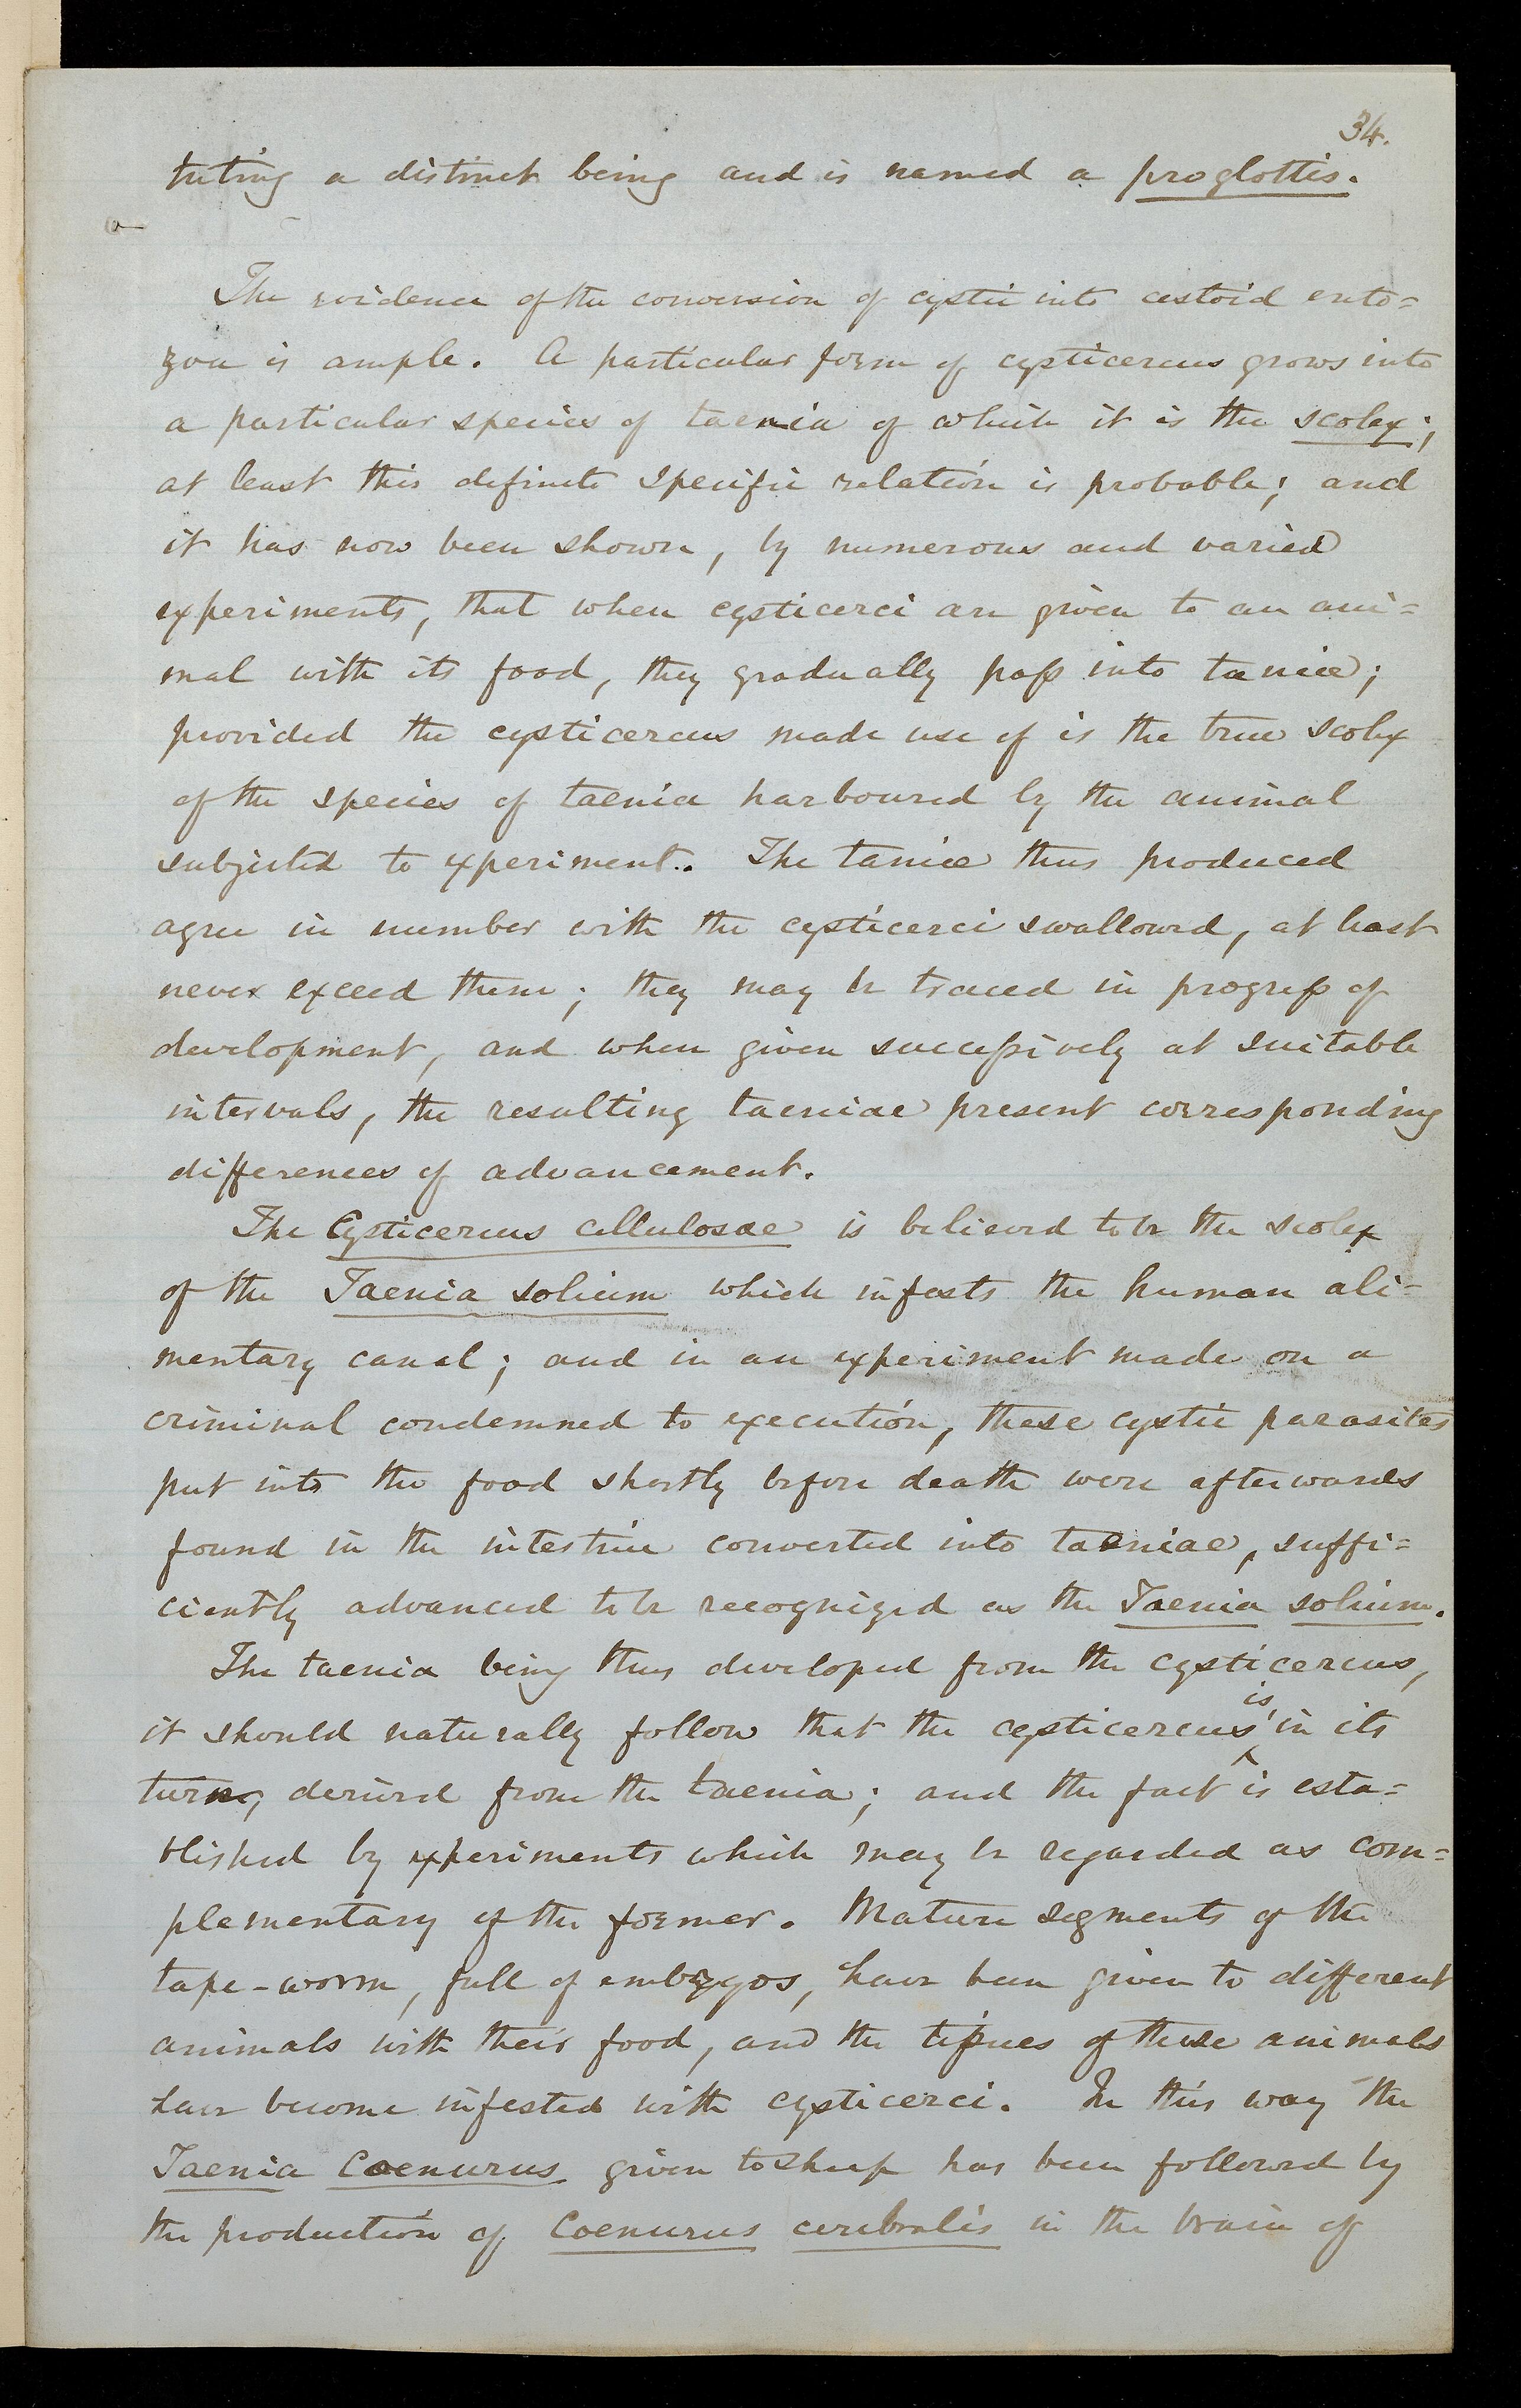 34.
tuting a distinct being and is named a proglottis.
The evidence of the conversion of cystic into cestoid ento=
zoa is ample. A particular form of cysticercus grows into
a particular species of taenia of which it is the scolex;
at least this definite specific relation is probable; and
it has now been shown, by numerous and varied
experiments, that when cysticerci are given to an ani=
mal with its food, they gradually pass into taniae;
provided the cysticercus made use of is the true scolex
of the species of taenia harboured by the animal
subjected to experiment. The taniae thus produced
agree in number with the cysticerci swallowed, at least
never exceed them; they may be traced in progress of
development, and when given successively at suitable
intervals, the resulting taeniae present corresponding
differences of advancement.
The Cysticercus cellulosae is believed to be the scolex
of the Taenia solium which infests the human ali-
mentary canal; and in an experiment made on a
criminal condemned to execution, these cystic parasites
put into the food shortly before death were afterwards
found in the intestine converted into taeniae, suffi=
ciently advanced to be recognized as the Taenia solium.
The taenia being thus developed from the cysticercus,
it should naturally follow that the cysticercus is in its
turn, derived from the taenia; and the fact is esta=
blished by experiments which may be regarded as com=
plementary of the former. Mature segments of the
tape-worm, full of embryos, have been given to different
animals with their food, and the tissues of these animals
have become infested with cysticerci. In this way the
Taenia Coenurus given to sheep has been followed by
the production of Coenurus cerebralis in the brain of